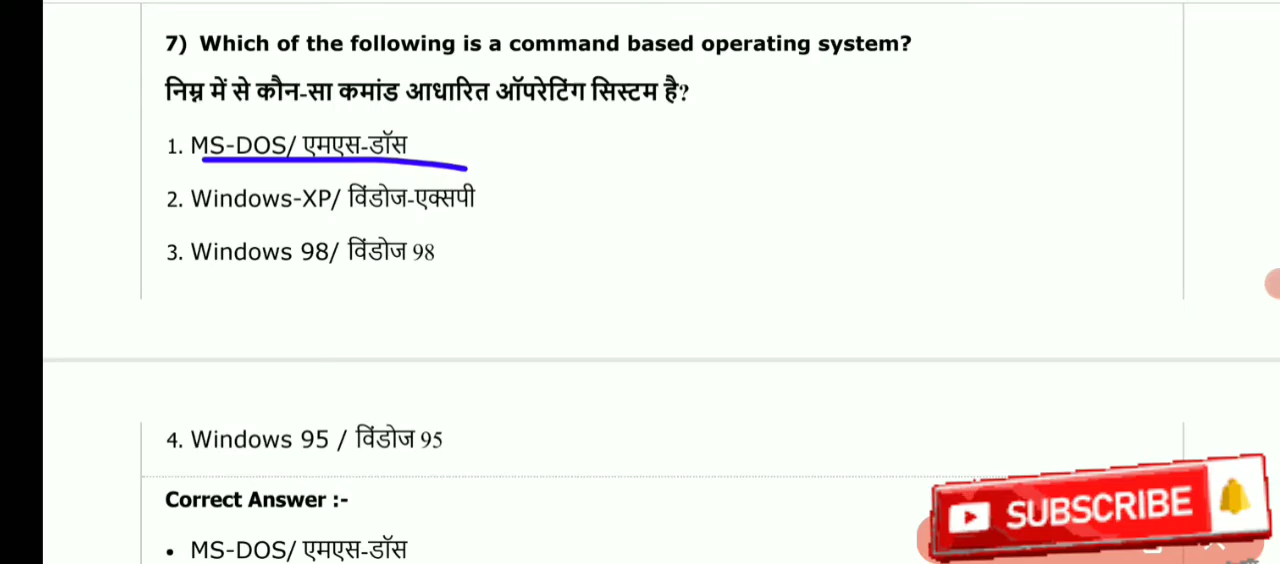 7) Which of the following is a command based operating system?
निम्न में से कौन-सा कमांड आधारित ऑपरेटिंग सिस्टम है?
1. MS-DOS/ एमएस-डॉस
2. Windows-XP/ विंडोज-एक्सपी
3. Windows 98/ विंडोज 98
4. Windows 95 / विंडोज 95
Correct Answer :-
• MS-DOS/ एमएस-डॉस
SUBSCRIBE